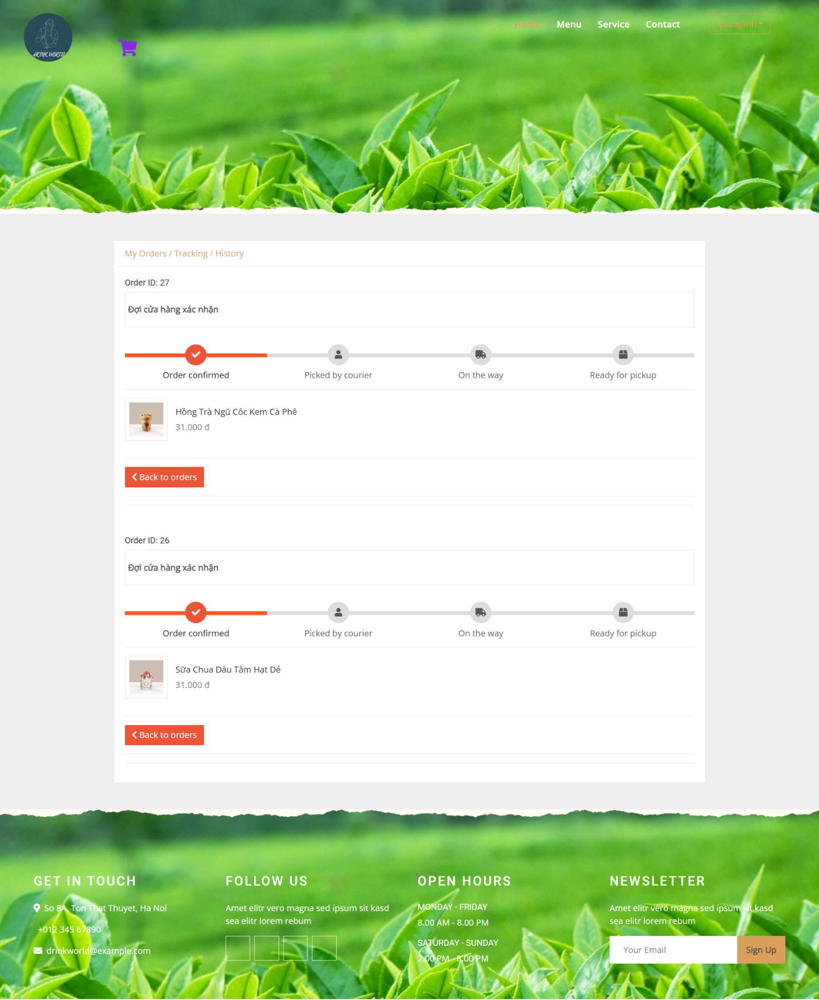 dRINK WORLD
Home Menu Service Contact quanglinh
My Orders / Tracking / History
Order ID: 27
Đợi cửa hàng xác nhận
Order confirmed Picked by courier On the way Ready for pickup
Hồng Trà Ngũ Cốc Kem Cà Phê
31.000 đ
Back to orders
Order ID: 26
Đợi cửa hàng xác nhận
Order confirmed Picked by courier On the way Ready for pickup
Sữa Chua Dâu Tằm Hạt Dẻ
31.000 đ
Back to orders
GET IN TOUCH
So 8A, Ton That Thuyet, Ha Noi
+012 345 67890
drinkworld@example.com
FOLLOW US
Amet elitr vero magna sed ipsum sit kasd
sea elitr lorem rebum
OPEN HOURS
MONDAY - FRIDAY
8.00 AM - 8.00 PM
SATURDAY - SUNDAY
2.00 PM - 8.00 PM
NEWSLETTER
Amet elitr vero magna sed ipsum sit kasd
sea elitr lorem rebum
Your Email Sign Up